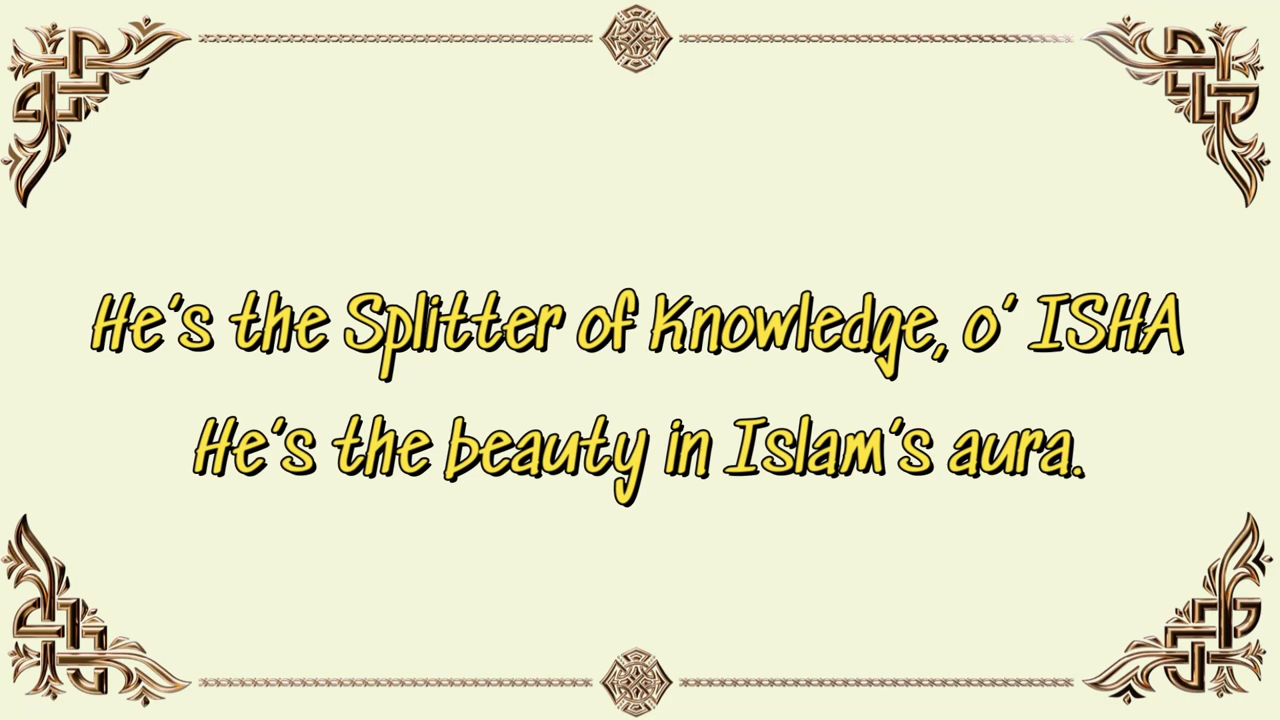 He's the Splitter of Knowledge, o' ISHA
He's the beauty in Islam's aura.